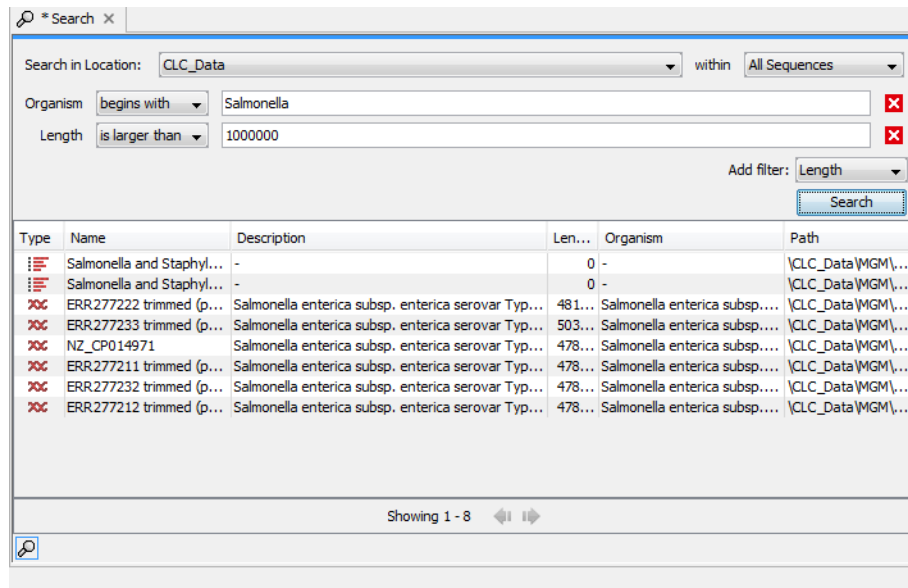 * Search
Search in Location: CLC_Data within All Sequences
Organism begins with Salmonella
Length is larger than 1000000
Add filter: Length
Search
Type Name Description Len... Organism Path
Salmonella and Staphyl... - 0 - \CLC_Data\MGM\...
Salmonella and Staphyl... - 0 - \CLC_Data\MGM\...
ERR277222 trimmed (p... Salmonella enterica subsp. enterica serovar Typ... 481... Salmonella enterica subsp.... \CLC_Data\MGM\...
ERR277233 trimmed (p... Salmonella enterica subsp. enterica serovar Typ... 503... Salmonella enterica subsp.... \CLC_Data\MGM\...
NZ_CP014971 Salmonella enterica subsp. enterica serovar Typ... 478... Salmonella enterica subsp.... \CLC_Data\MGM\...
ERR277211 trimmed (p... Salmonella enterica subsp. enterica serovar Typ... 478... Salmonella enterica subsp.... \CLC_Data\MGM\...
ERR277232 trimmed (p... Salmonella enterica subsp. enterica serovar Typ... 478... Salmonella enterica subsp.... \CLC_Data\MGM\...
ERR277212 trimmed (p... Salmonella enterica subsp. enterica serovar Typ... 478... Salmonella enterica subsp.... \CLC_Data\MGM\...
Showing 1 - 8